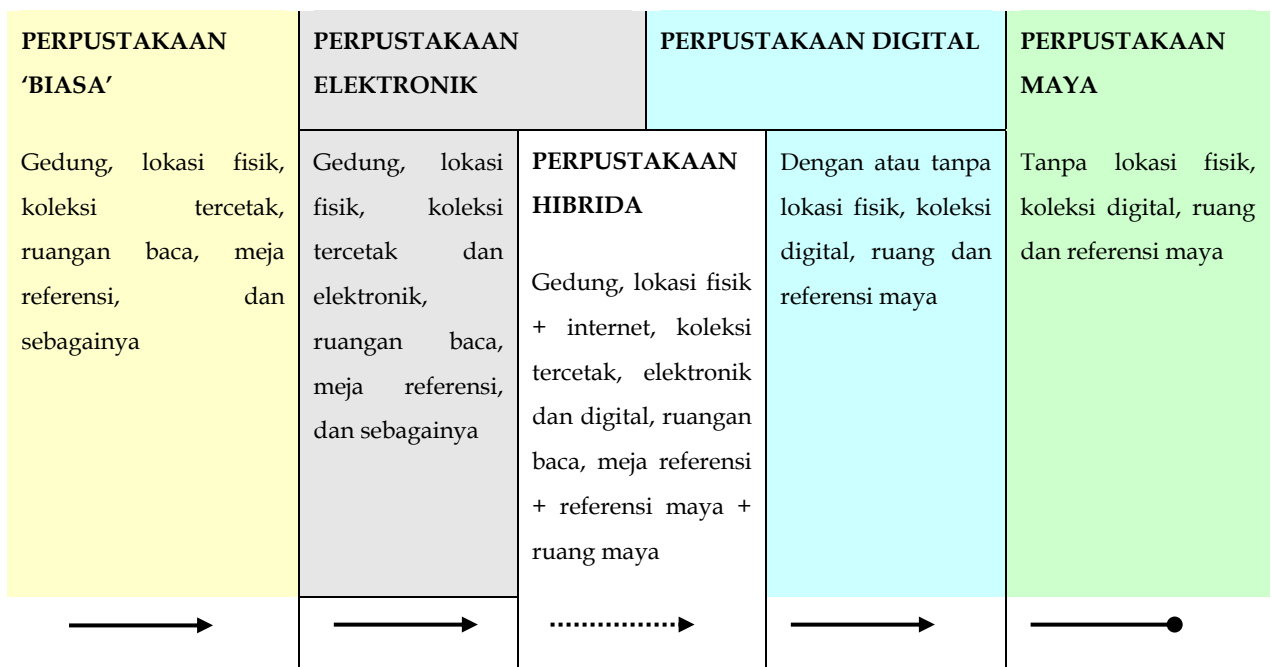 PERPUSTAKAAN
‘BIASA’
Gedung, lokasi fisik,
koleksi tercetak,
ruangan baca, meja
referensi, dan
sebagainya
PERPUSTAKAAN
ELEKTRONIK
Gedung, lokasi
fisik, koleksi
tercetak dan
elektronik,
ruangan baca,
meja referensi,
dan sebagainya
PERPUSTAKAAN
HIBRIDA
Gedung, lokasi fisik
+ internet, koleksi
tercetak, elektronik
dan digital, ruangan
baca, meja referensi
+ referensi maya +
ruang maya
PERPUSTAKAAN DIGITAL
Dengan atau tanpa
lokasi fisik, koleksi
digital, ruang dan
referensi maya
PERPUSTAKAAN
MAYA
Tanpa lokasi fisik,
koleksi digital, ruang
dan referensi maya